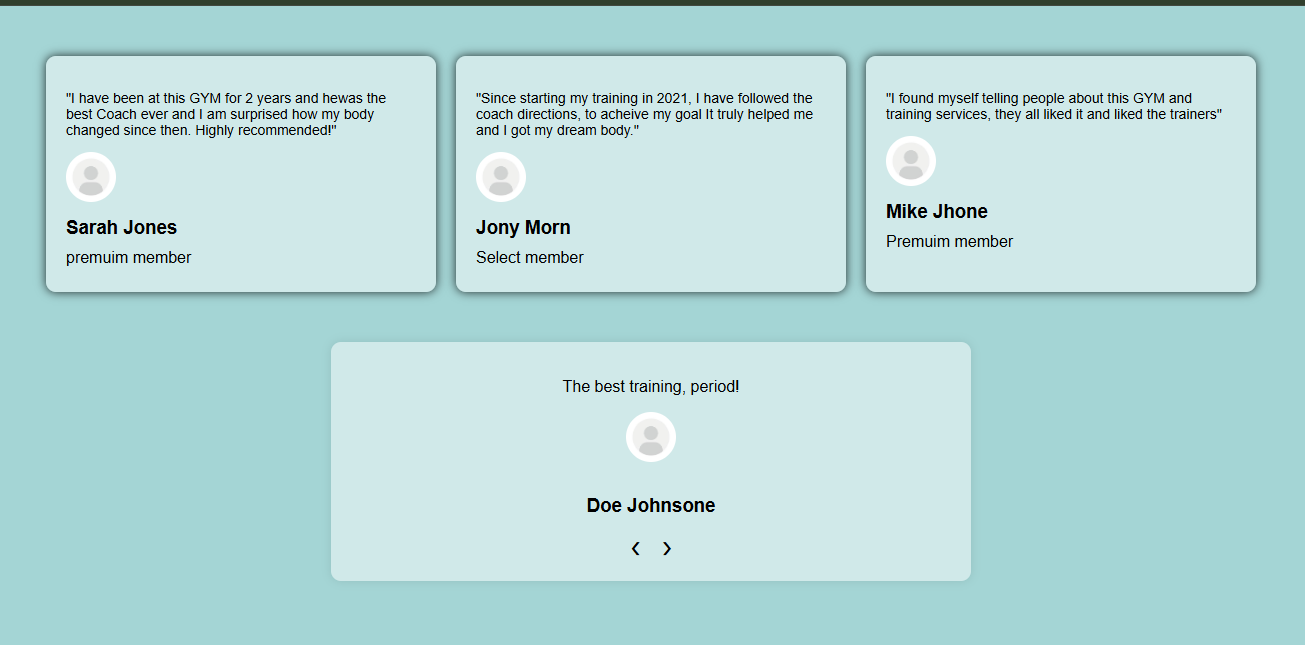 "I have been at this GYM for 2 years and hewas the
best Coach ever and I am surprised how my body
changed since then. Highly recommended!"
Sarah Jones
premuim member
"Since starting my training in 2021, I have followed the
coach directions, to acheive my goal It truly helped me
and I got my dream body."
Jony Morn
Select member
"I found myself telling people about this GYM and
training services, they all liked it and liked the trainers"
Mike Jhone
Premuim member
The best training, period!
Doe Johnsone
‹ ›